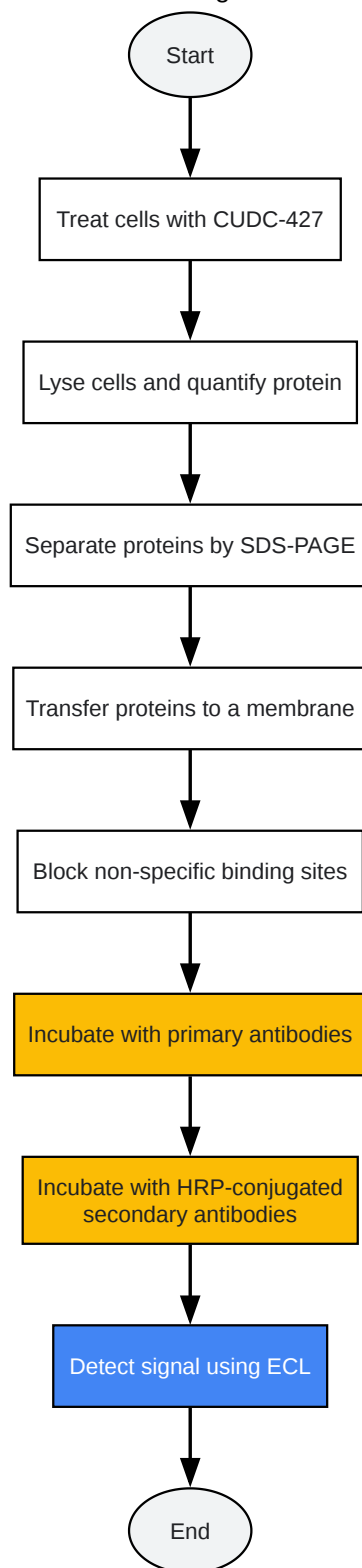 Start
Treat cells with CUDC-427
Lyse cells and quantify protein
Separate proteins by SDS-PAGE
Transfer proteins to a membrane
Block non-specific binding sites
Incubate with primary antibodies
Incubate with HRP-conjugated
secondary antibodies
Detect signal using ECL
End